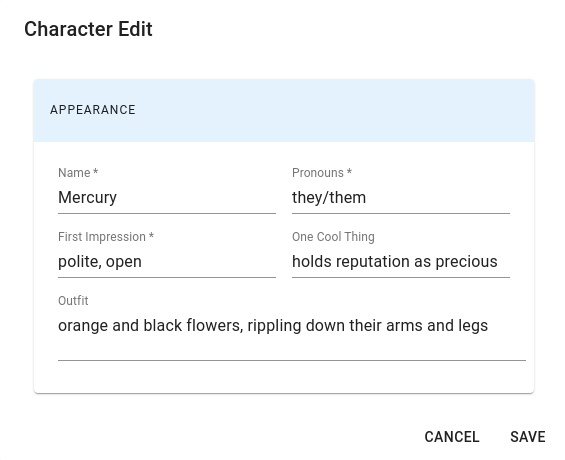 Character Edit
APPEARANCE
Name *
Pronouns *
Mercury
they/them
First Impression *
One Cool Thing
polite, open
holds reputation as precious
Outfit
orange and black flowers, rippling down their arms and legs
CANCEL
SAVE